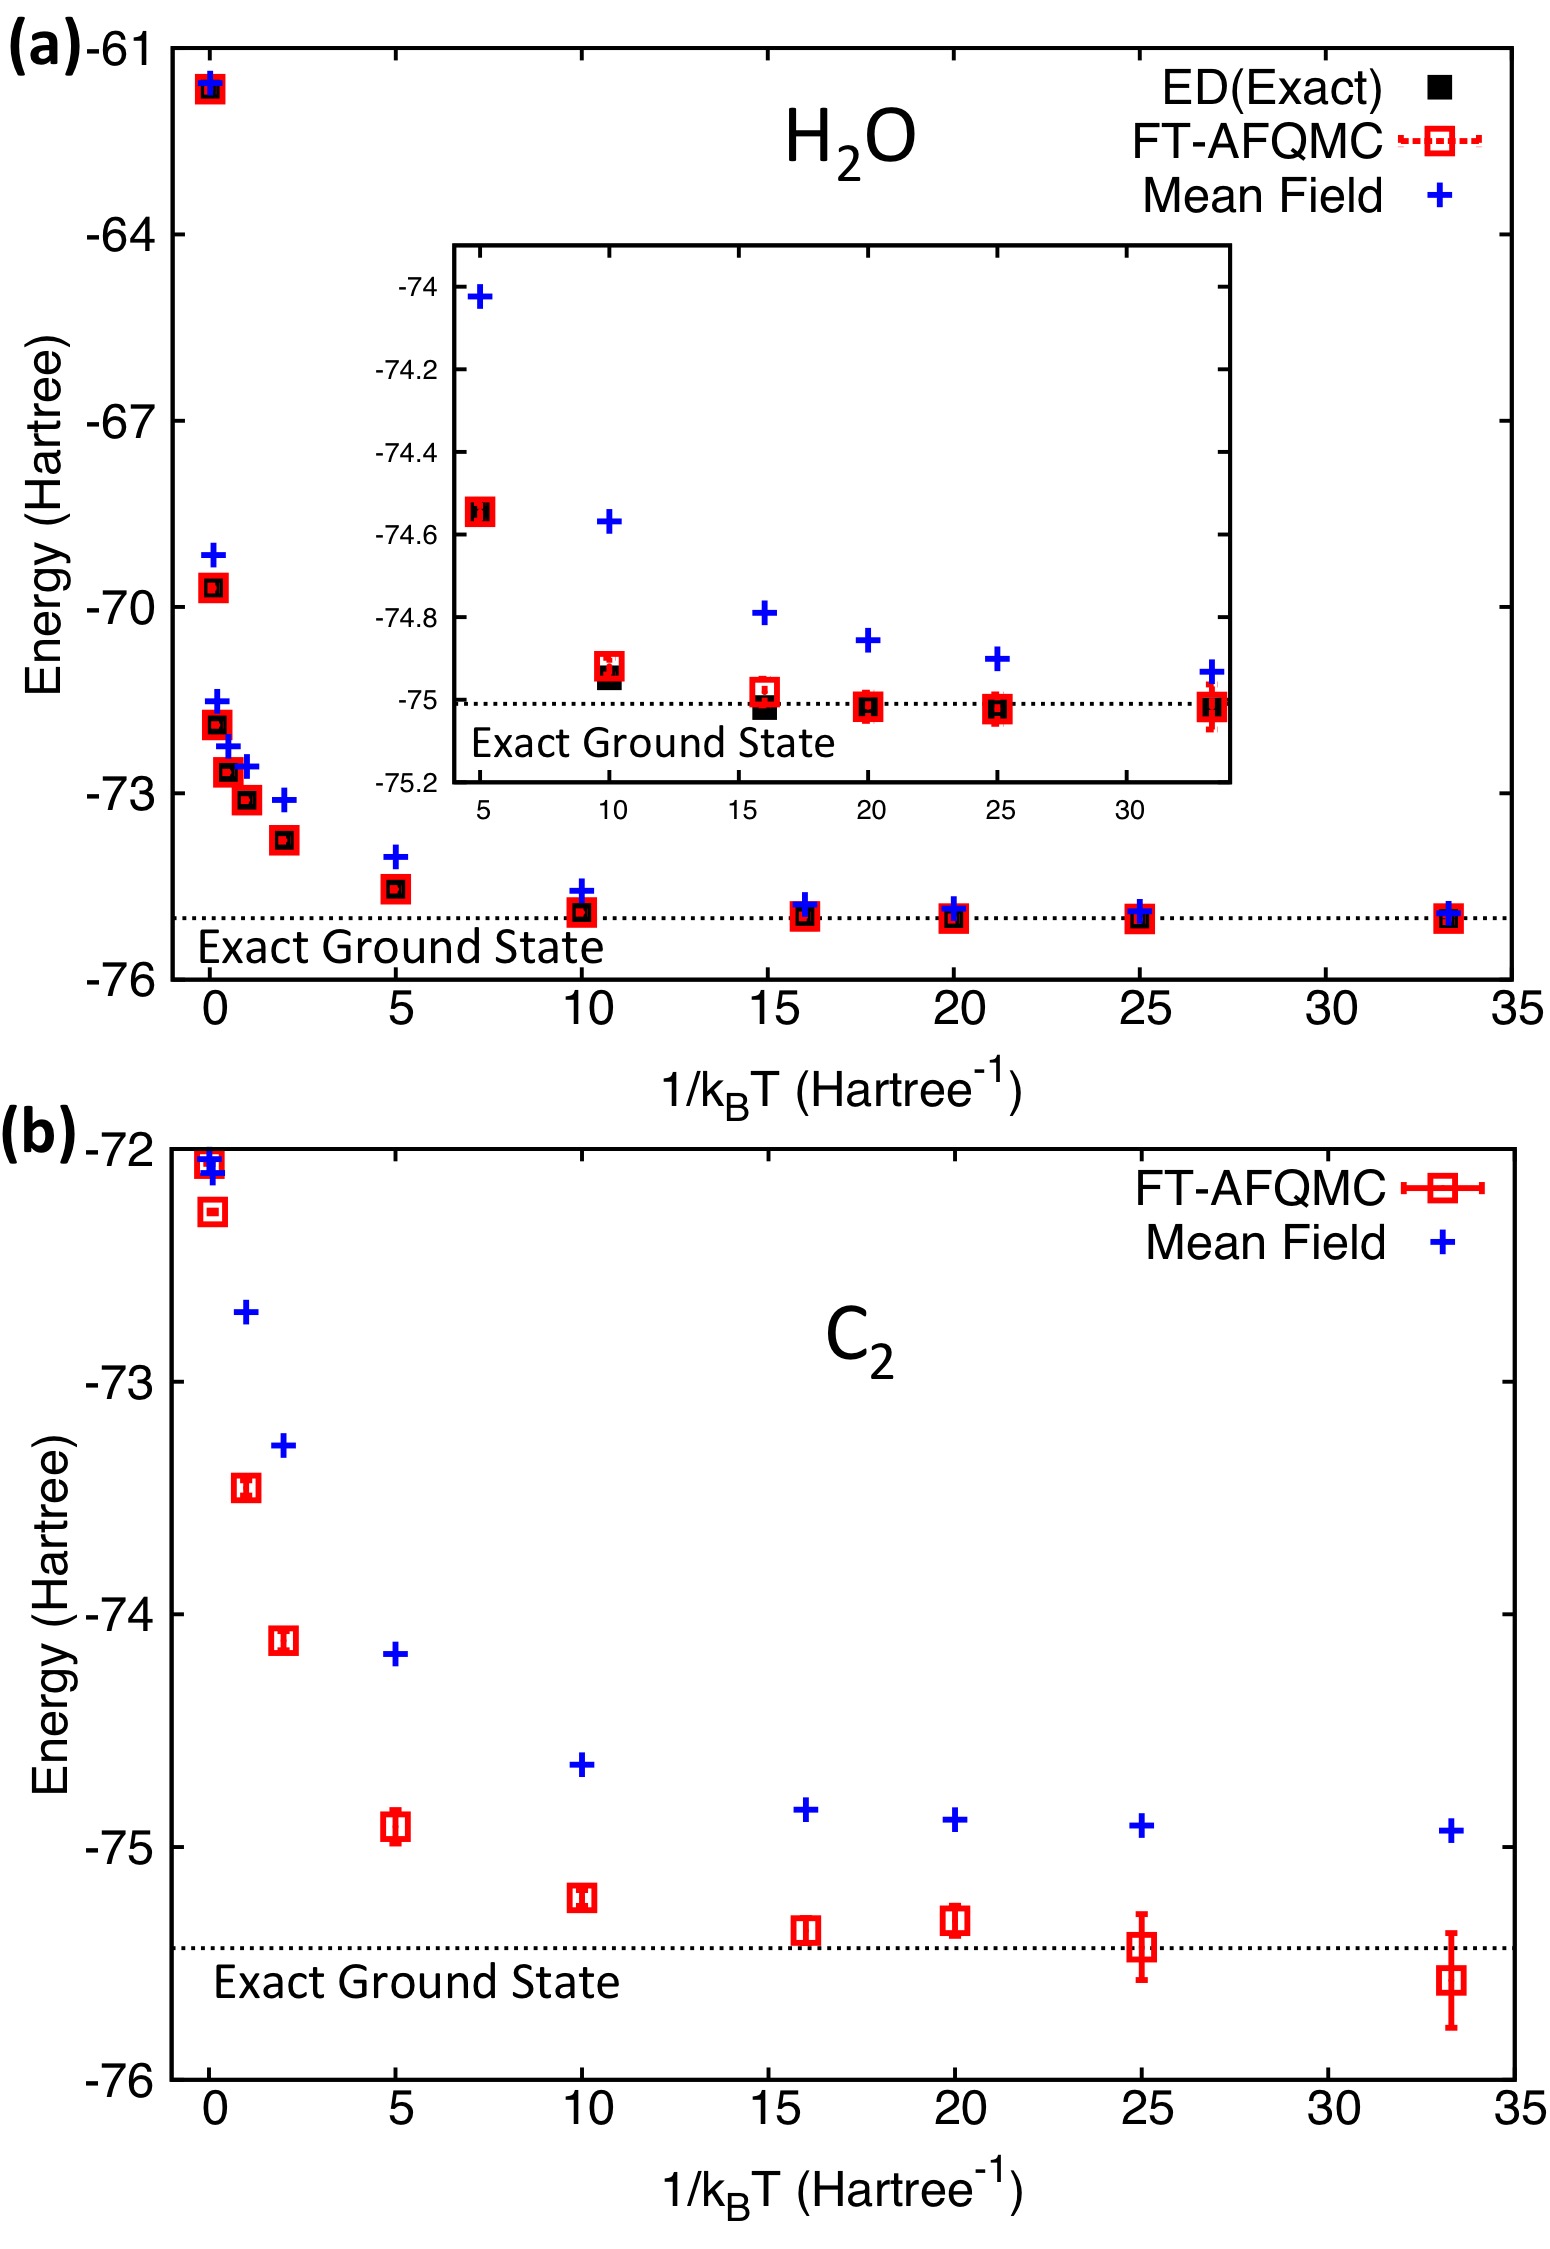 (a)
-61
ED(Exact)
FT-AFQMC
Mean Field
H2O
-64
-67
-70
-73
-76
Energy (Hartree)
-74
-74.2
-74.4
-74.6
-74.8
-75
-75.2
Exact Ground State
5 10 15 20 25 30
Exact Ground State
0 5 10 15 20 25 30 35
1/kBT (Hartree-1)
(b)
-72
FT-AFQMC
Mean Field
C2
-73
-74
-75
-76
Energy (Hartree)
Exact Ground State
0 5 10 15 20 25 30 35
1/kBT (Hartree-1)